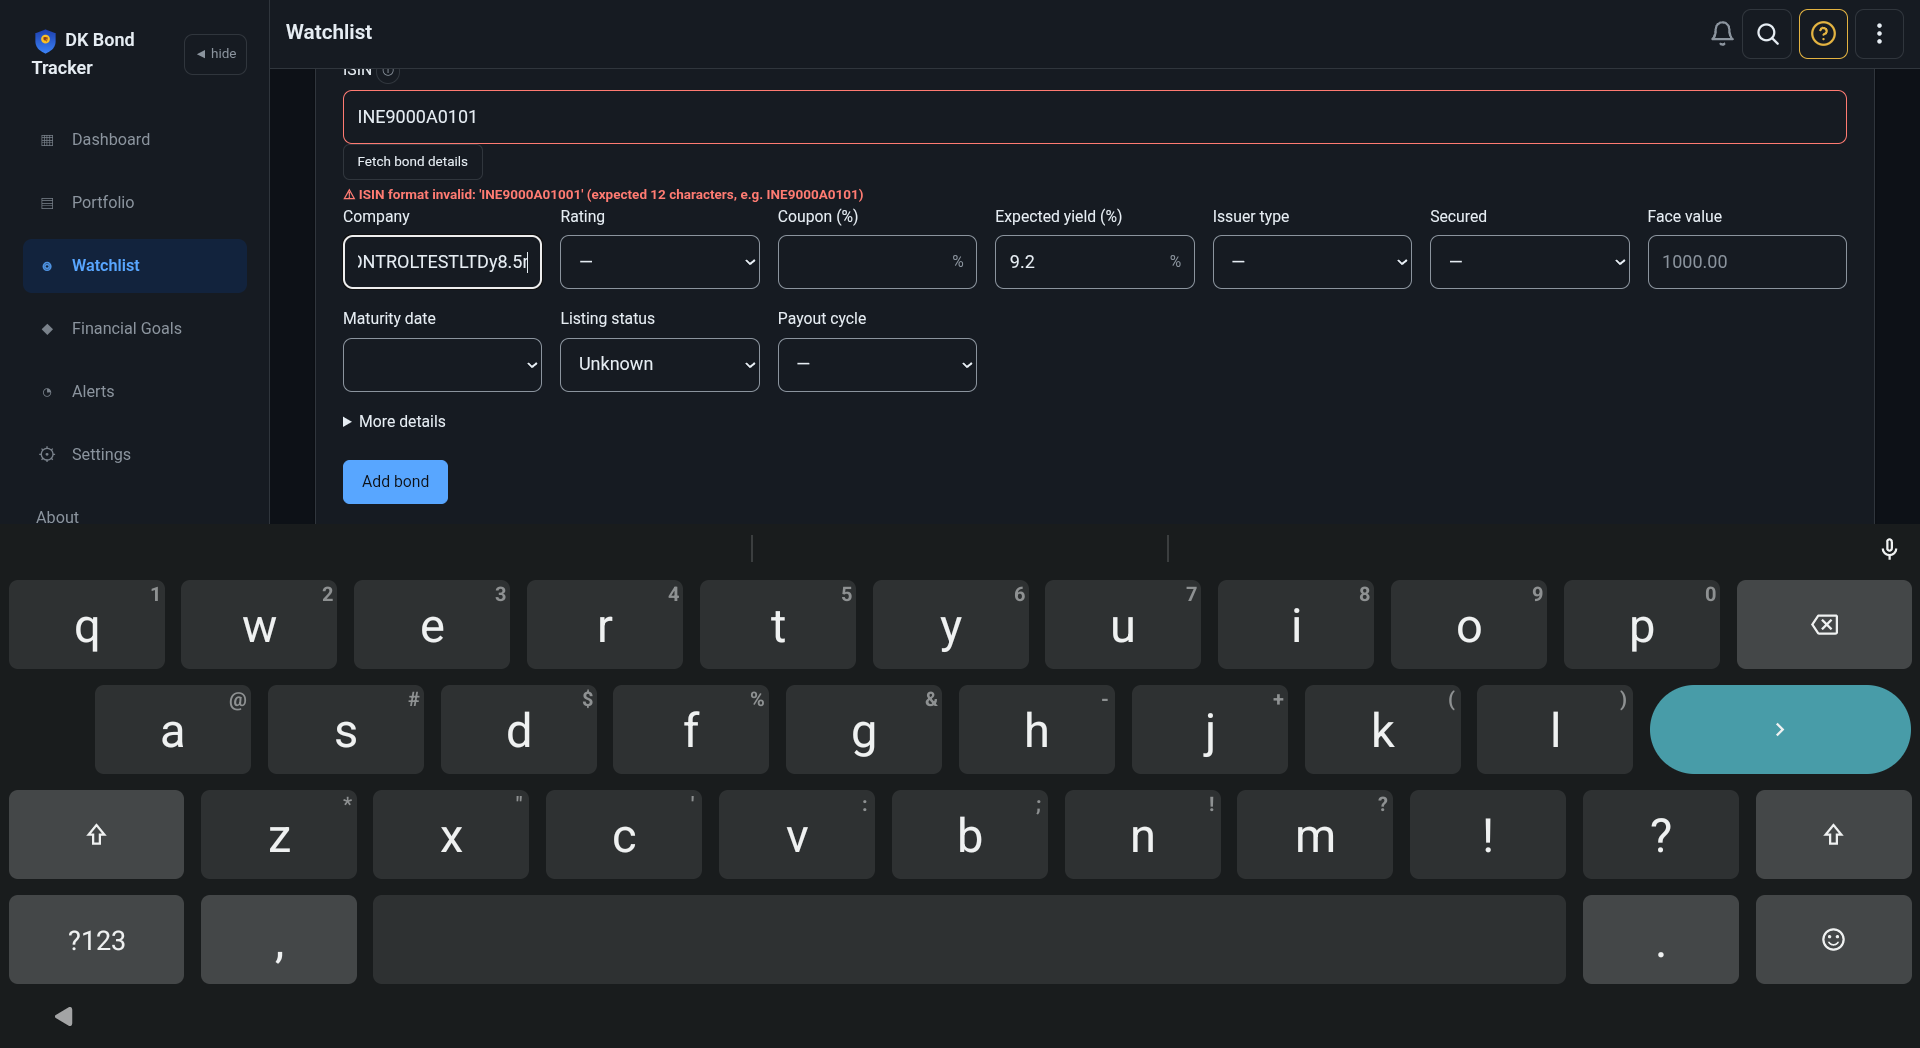 DK Bond
Tracker
◄ hide
Watchlist
?
Dashboard
Portfolio
Watchlist
Financial Goals
Alerts
Settings
About
ISIN ⓘ
INE9000A0101
Fetch bond details
⚠ ISIN format invalid: 'INE9000A01001' (expected 12 characters, e.g. INE9000A0101)
Company Rating Coupon (%) Expected yield (%) Issuer type Secured Face value
ONTROLTESTLTDy8.5r — % 9.2 % — — 1000.00
Maturity date Listing status Payout cycle
Unknown —
▶ More details
Add bond
1 2 3 4 5 6 7 8 9 0
q w e r t y u i o p
@ # $ % & - + ( )
a s d f g h j k l >
* " ' : ; ! ?
z x c v b n m ! ?
?123 , .